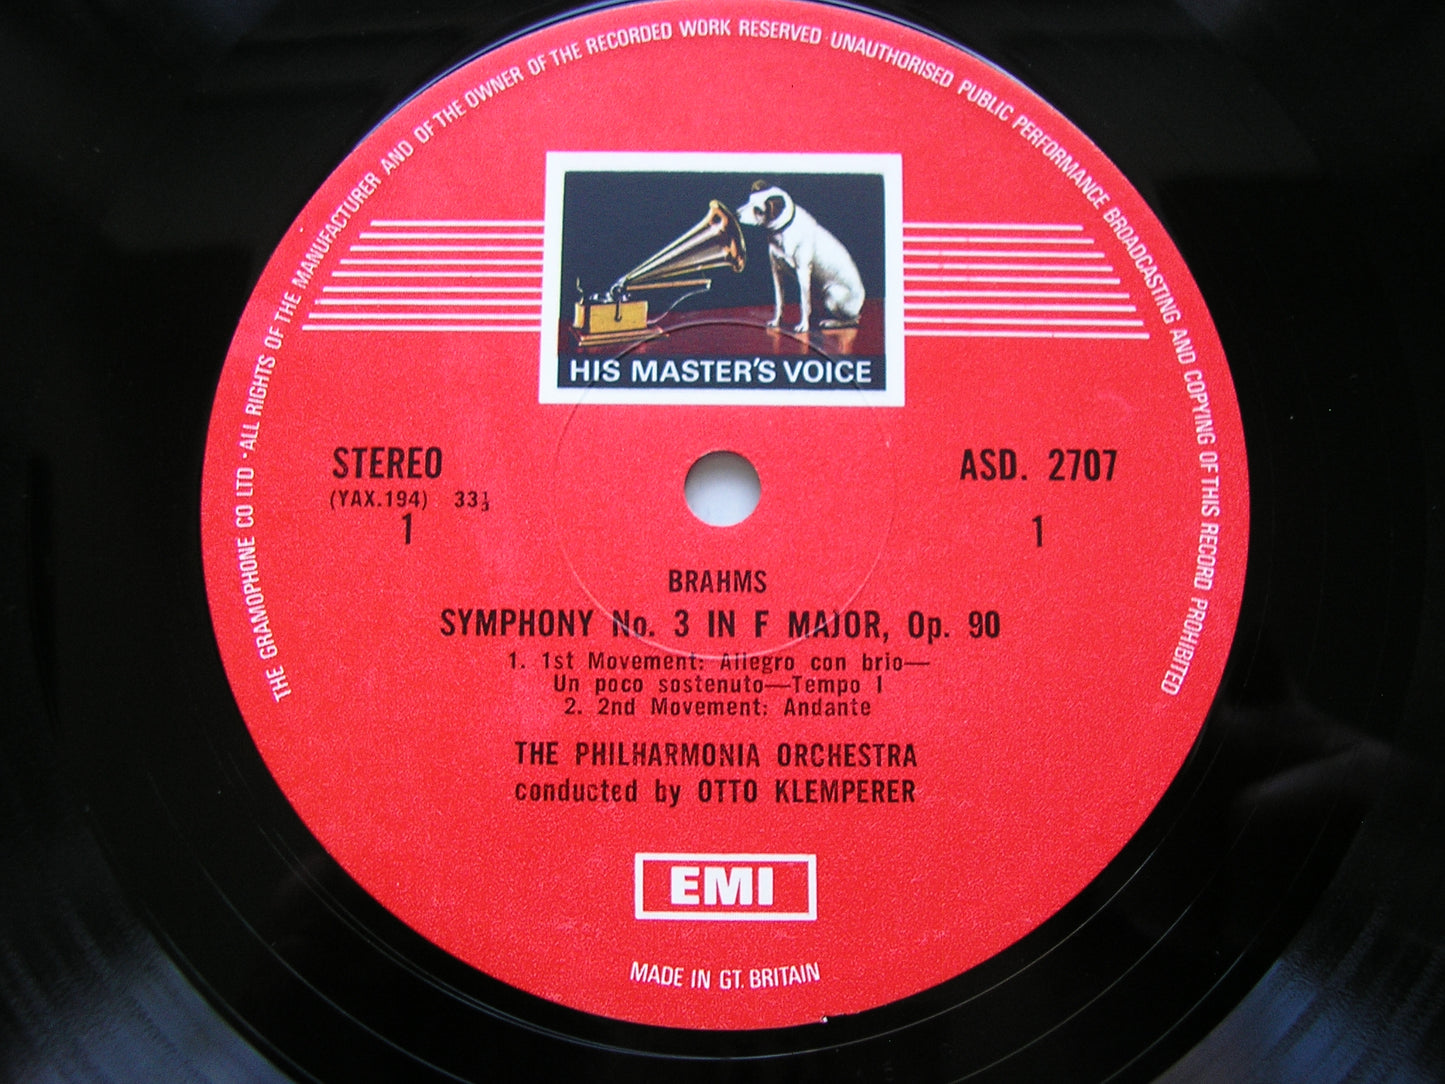 THE GRAMOPHONE CO LTD · ALL RIGHTS OF THE MANUFACTURER AND OF THE OWNER OF THE RECORDED WORK RESERVED · UNAUTHORISED PUBLIC PERFORMANCE BROADCASTING AND COPYING OF THIS RECORD PROHIBITED
HIS MASTER'S VOICE
STEREO
(YAX.194) 33⅓
1
ASD. 2707
1
BRAHMS
SYMPHONY No. 3 IN F MAJOR, Op. 90
1. 1st Movement: Allegro con brio—
Un poco sostenuto—Tempo I
2. 2nd Movement: Andante
THE PHILHARMONIA ORCHESTRA
conducted by OTTO KLEMPERER
EMI
MADE IN GT. BRITAIN